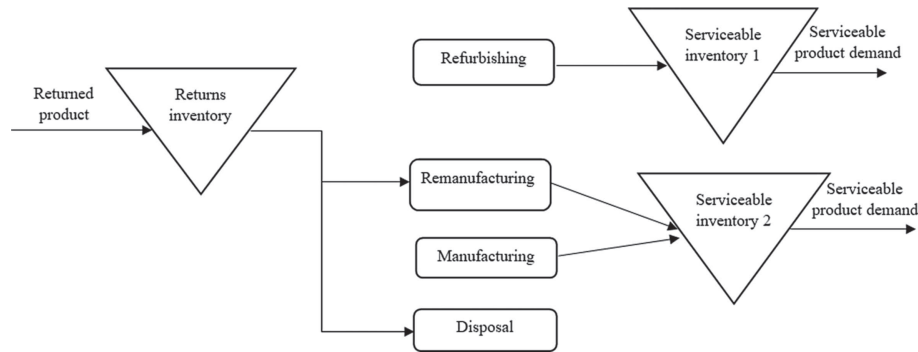 Returned
product
Returns
inventory
Refurbishing
Serviceable
inventory 1
Serviceable
product demand
Remanufacturing
Manufacturing
Serviceable
inventory 2
Serviceable
product demand
Disposal